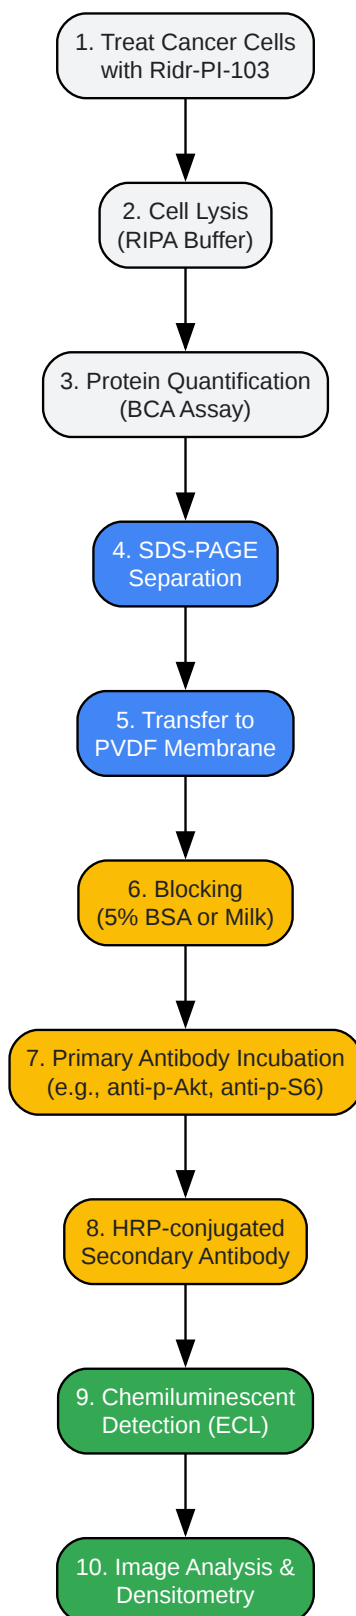 1. Treat Cancer Cells
with Ridr-PI-103
2. Cell Lysis
(RIPA Buffer)
3. Protein Quantification
(BCA Assay)
4. SDS-PAGE
Separation
5. Transfer to
PVDF Membrane
6. Blocking
(5% BSA or Milk)
7. Primary Antibody Incubation
(e.g., anti-p-Akt, anti-p-S6)
8. HRP-conjugated
Secondary Antibody
9. Chemiluminescent
Detection (ECL)
10. Image Analysis &
Densitometry